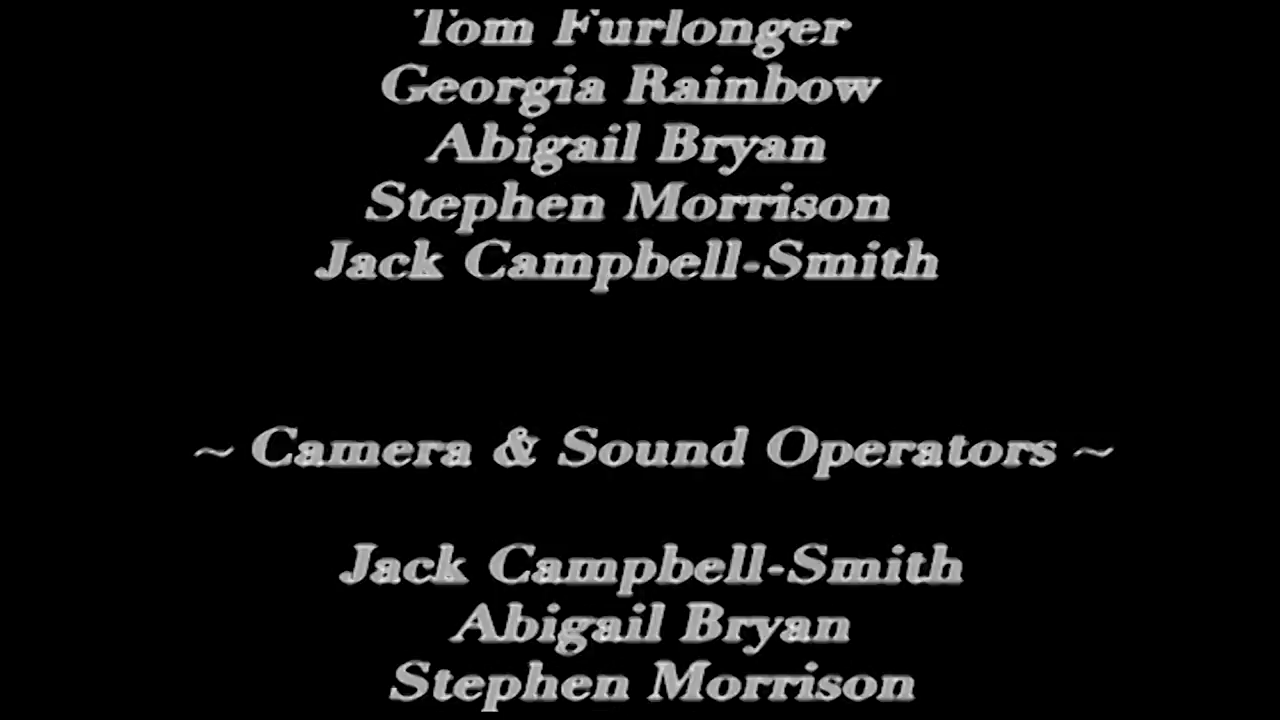 Tom Furlonger
Georgia Rainbow
Abigail Bryan
Stephen Morrison
Jack Campbell-Smith
~ Camera & Sound Operators ~
Jack Campbell-Smith
Abigail Bryan
Stephen Morrison